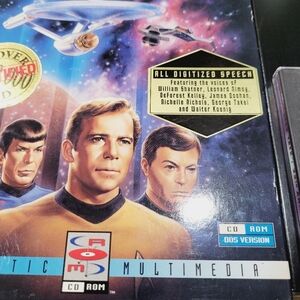 ALL DIGITIZED SPEECH
Featuring the voices of
William Shatner, Leonard Nimoy,
DeForest Kelley, James Doohan,
Nichelle Nichols, George Takei
and Walter Koenig
CD ROM
DOS VERSION
TIC
CD ROM
MULTIMEDIA